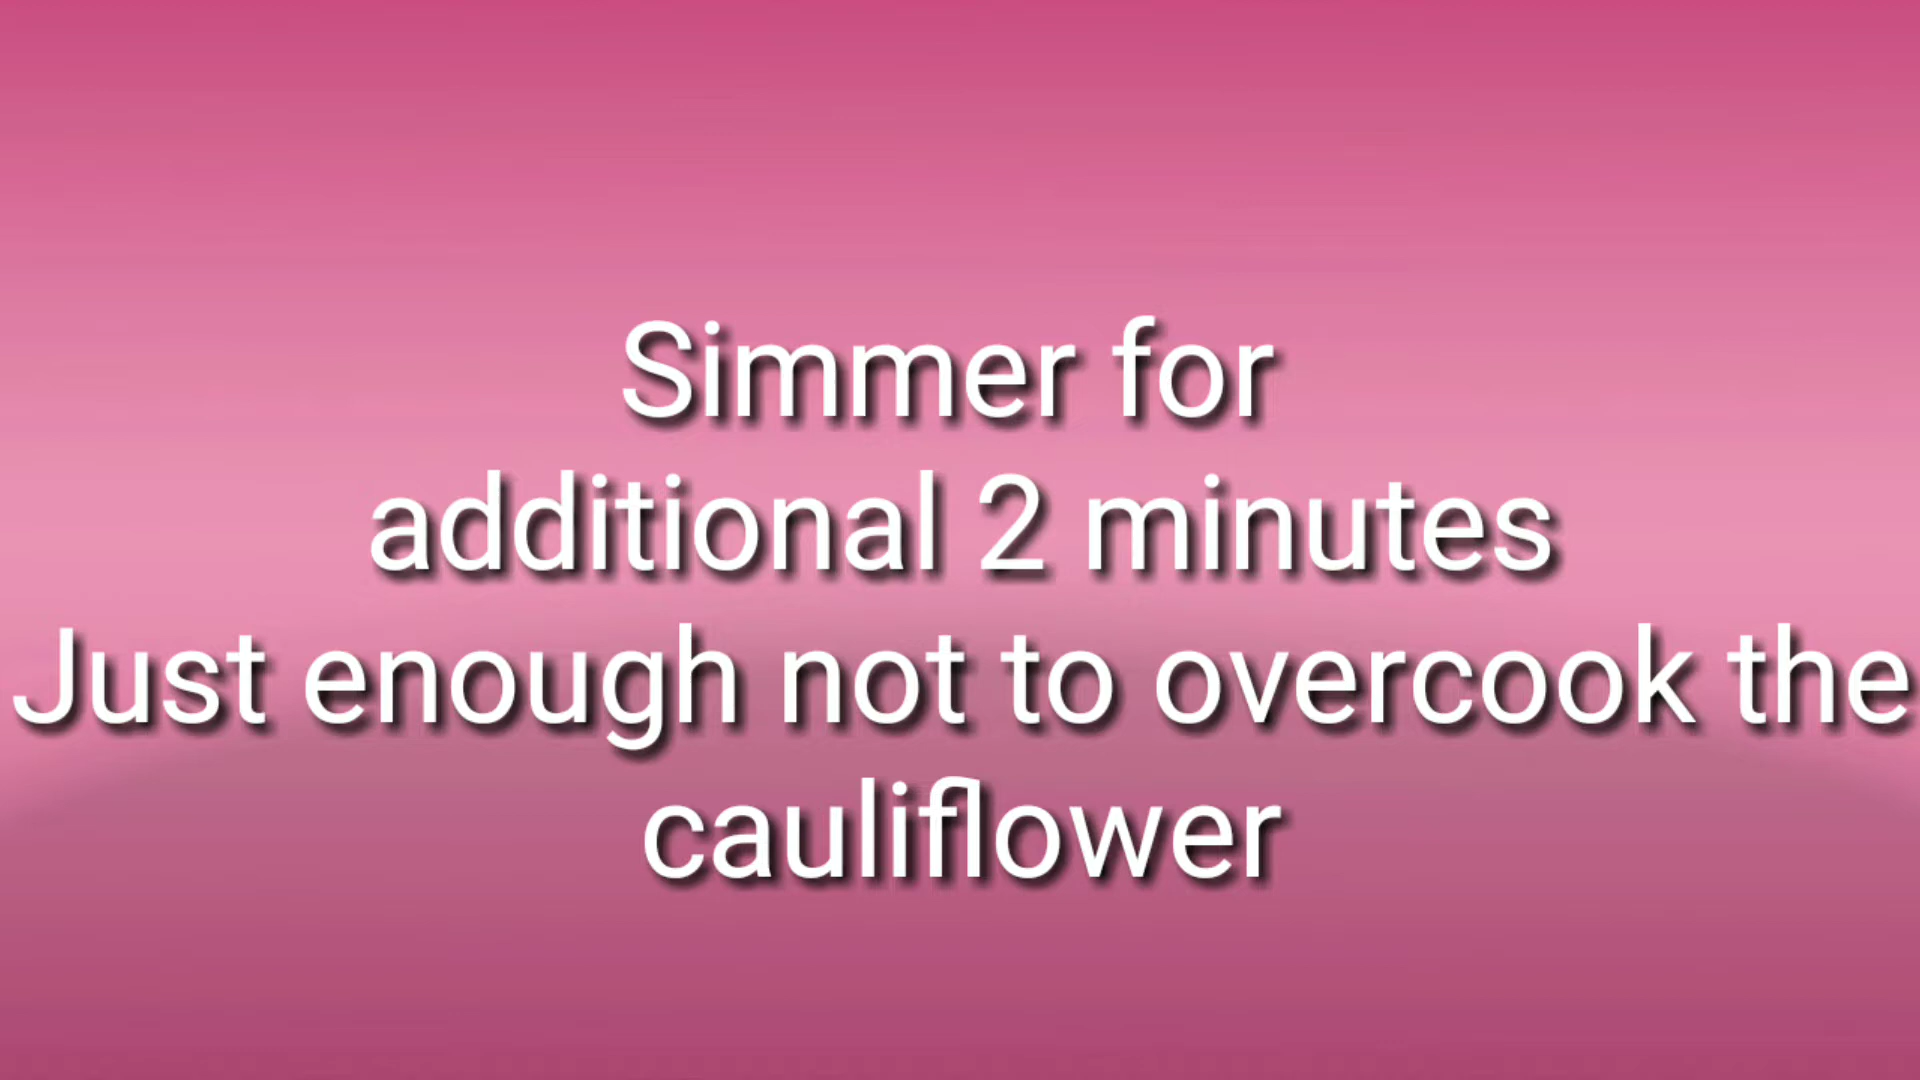 Simmer for
additional 2 minutes
Just enough not to overcook the
cauliflower